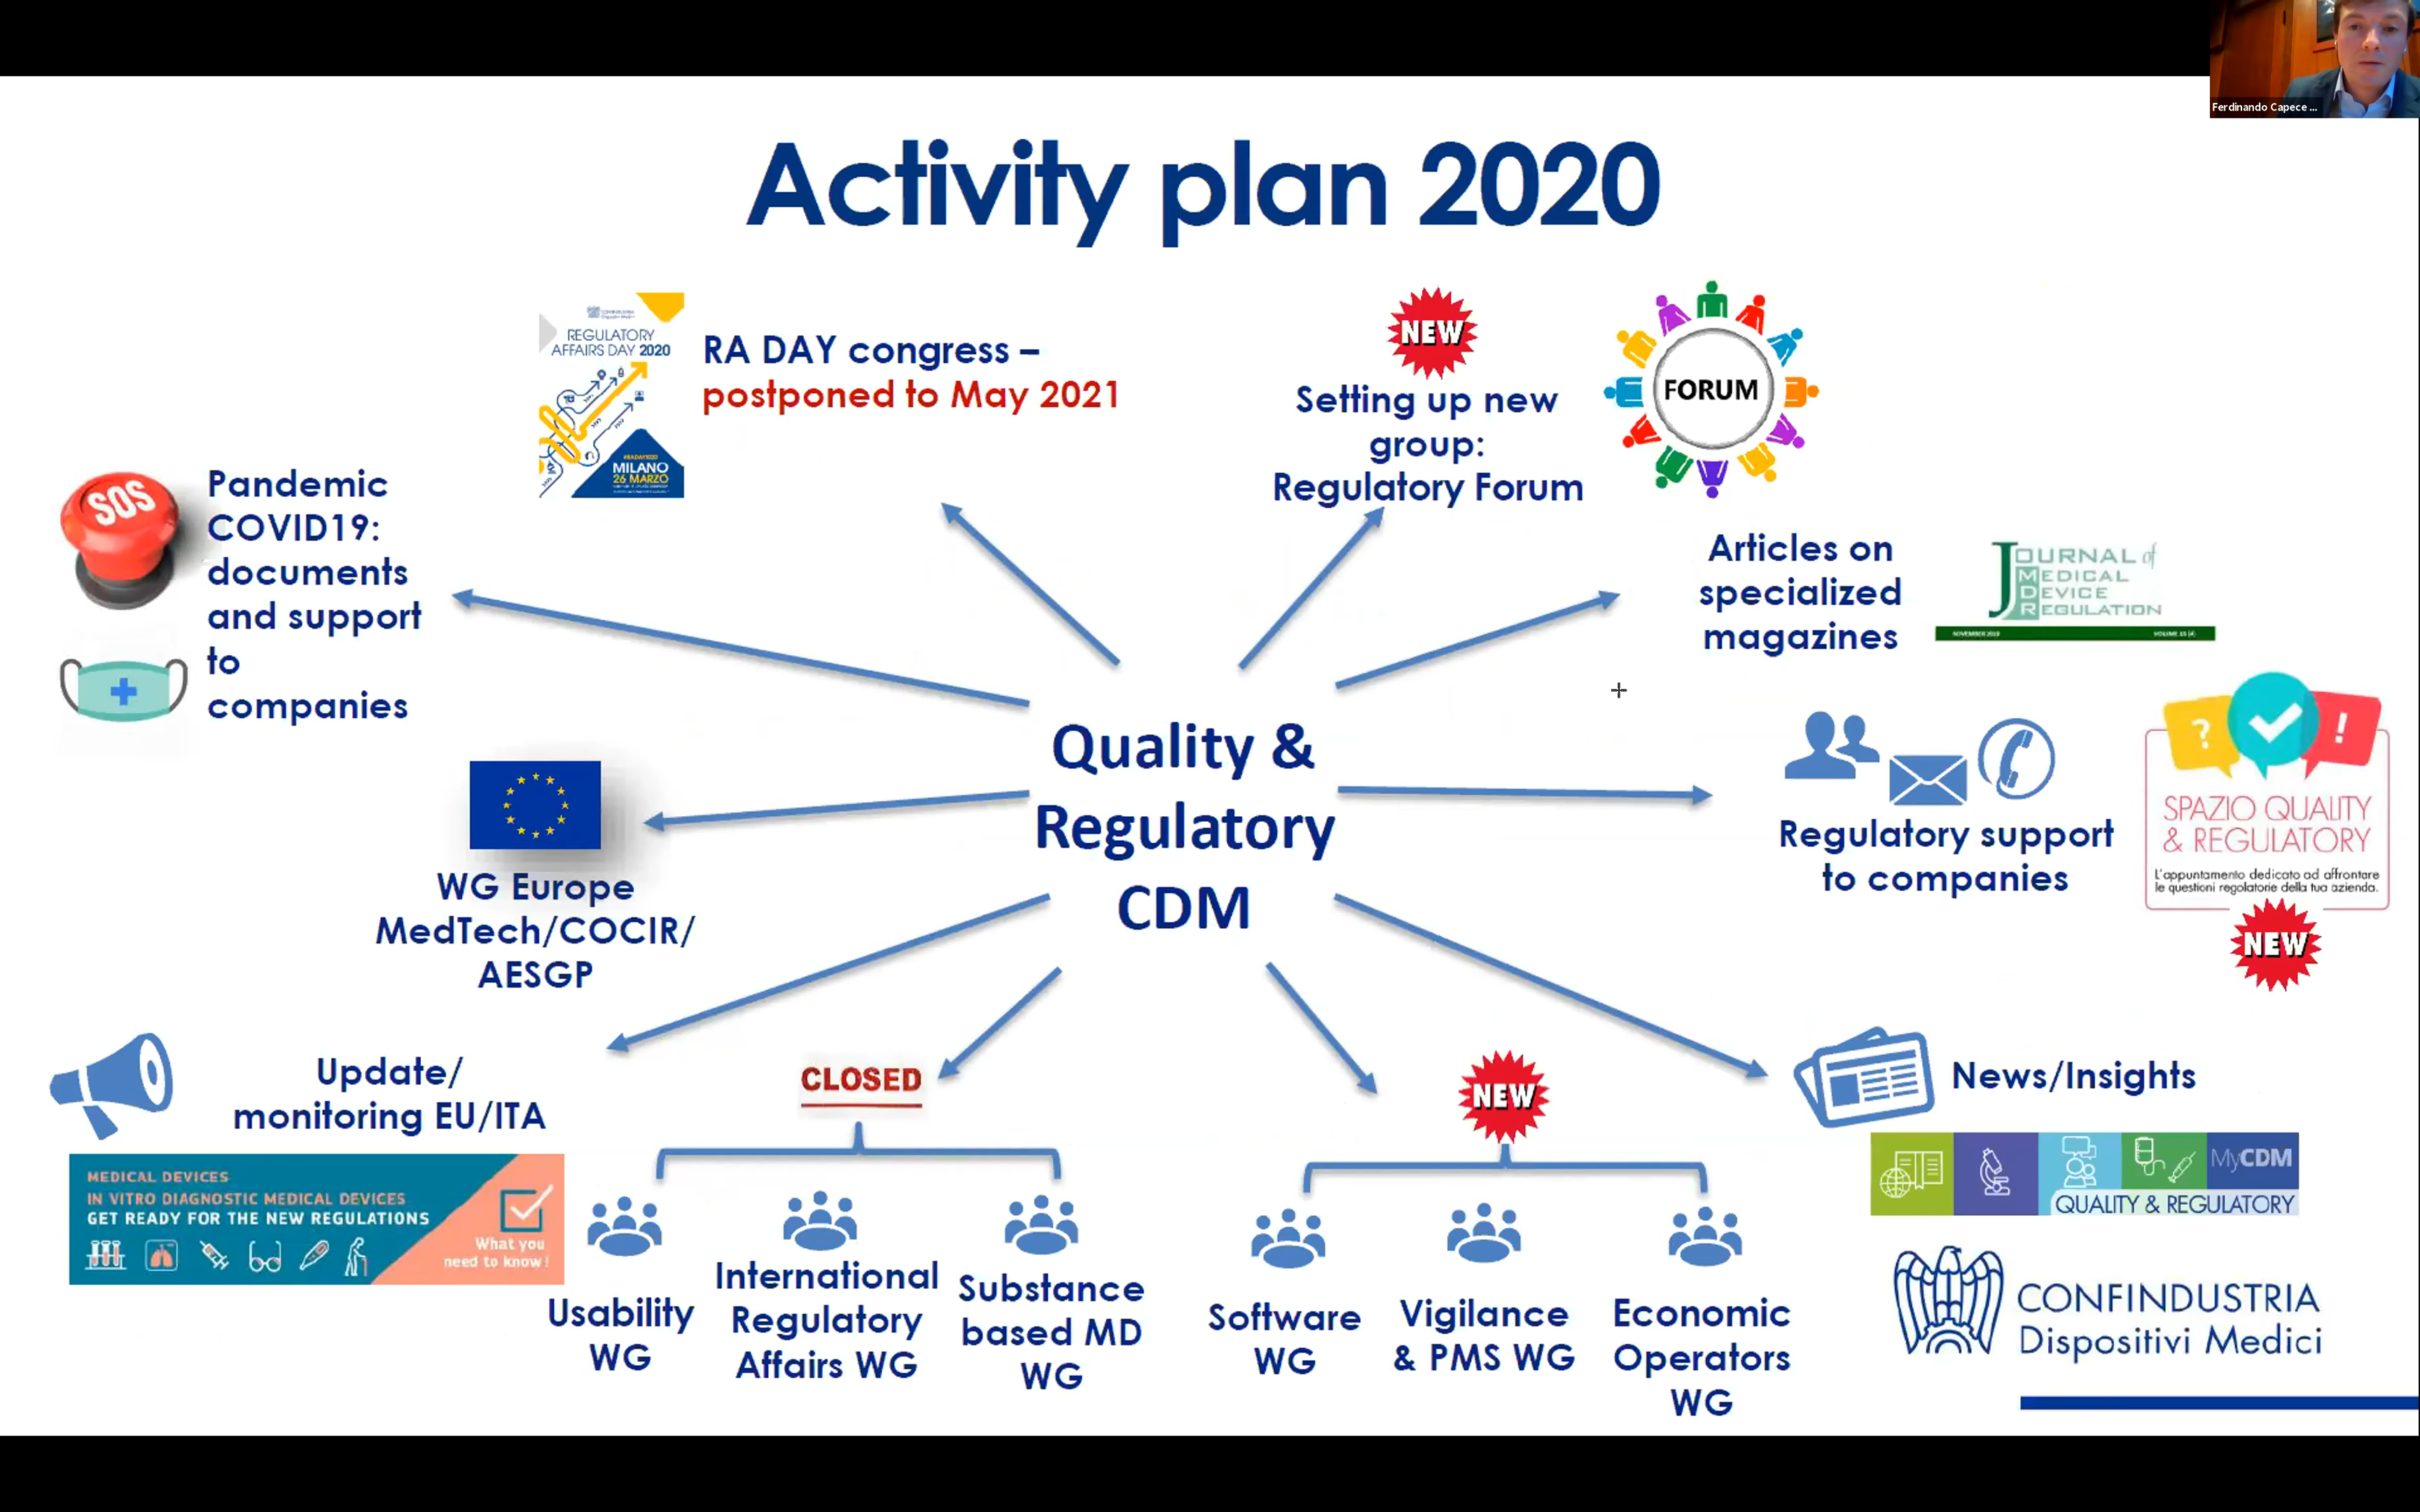 Ferdinando Capece ...
Activity plan 2020
REGULATORY
AFFAIRS DAY 2020
MILANO
26 MARZO
RA DAY congress –
postponed to May 2021
NEW
Setting up new
group:
Regulatory Forum
FORUM
SOS
Pandemic
COVID19:
documents
and support
to
companies
Articles on
specialized
magazines
JOURNAL of
MEDICAL
DEVICE
REGULATION
NOVEMBER 2019
Quality &
Regulatory
CDM
WG Europe
MedTech/COCIR/
AESGP
Regulatory support
to companies
?
!
SPAZIO QUALITY
& REGULATORY
L'appuntamento dedicato ad affrontare
le questioni regolatorie della tua azienda.
NEW
Update/
monitoring EU/ITA
MEDICAL DEVICES
IN VITRO DIAGNOSTIC MEDICAL DEVICES
GET READY FOR THE NEW REGULATIONS
What you
need to know!
CLOSED
Usability
WG
International
Regulatory
Affairs WG
Substance
based MD
WG
NEW
Software
WG
Vigilance
& PMS WG
Economic
Operators
WG
News/Insights
MyCDM
QUALITY & REGULATORY
CONFINDUSTRIA
Dispositivi Medici